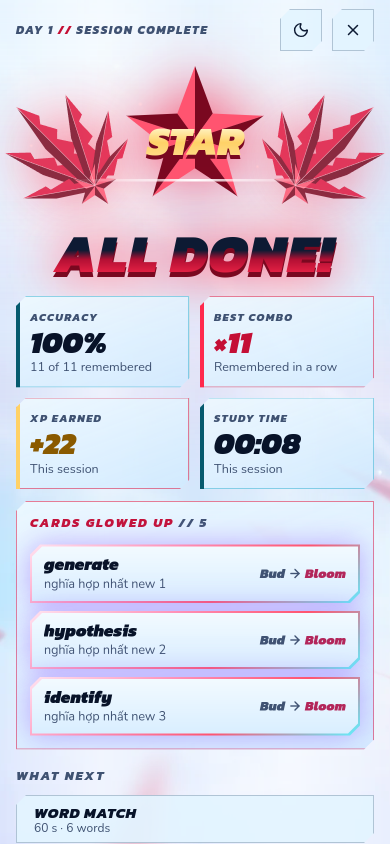 DAY 1 // SESSION COMPLETE
STAR
ALL DONE!
ACCURACY
100%
11 of 11 remembered
BEST COMBO
×11
Remembered in a row
XP EARNED
+22
This session
STUDY TIME
00:08
This session
CARDS GLOWED UP // 5
generate
nghĩa hợp nhất new 1
Bud → Bloom
hypothesis
nghĩa hợp nhất new 2
Bud → Bloom
identify
nghĩa hợp nhất new 3
Bud → Bloom
WHAT NEXT
WORD MATCH
60 s · 6 words